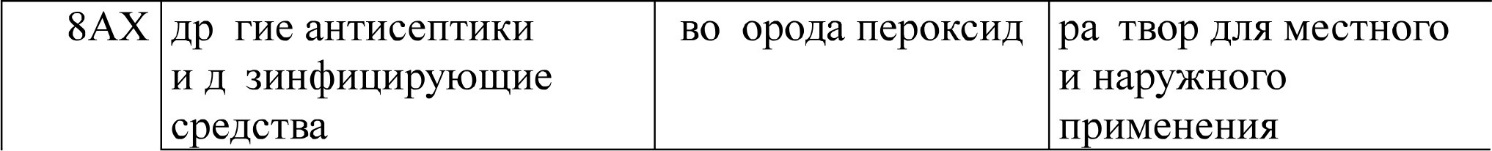 8AX др гие антисептики во орода пероксид ра твор для местного
и д зинфицирующие и наружного
средства применения